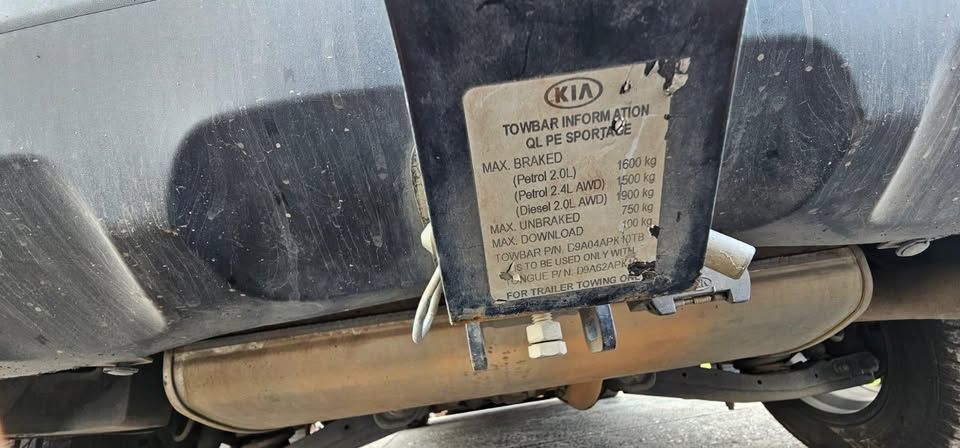 KIA
TOWBAR INFORMATION
QL PE SPORTAGE
MAX. BRAKED
(Petrol 2.0L) 1600 kg
(Petrol 2.4L AWD) 1500 kg
(Diesel 2.0L AWD) 1900 kg
MAX. UNBRAKED 750 kg
MAX. DOWNLOAD 100 kg
TOWBAR P/N. D9A04APK10TB
IS TO BE USED ONLY WITH
TONGUE P/N. 
FOR TRAILER TOWING
KIA